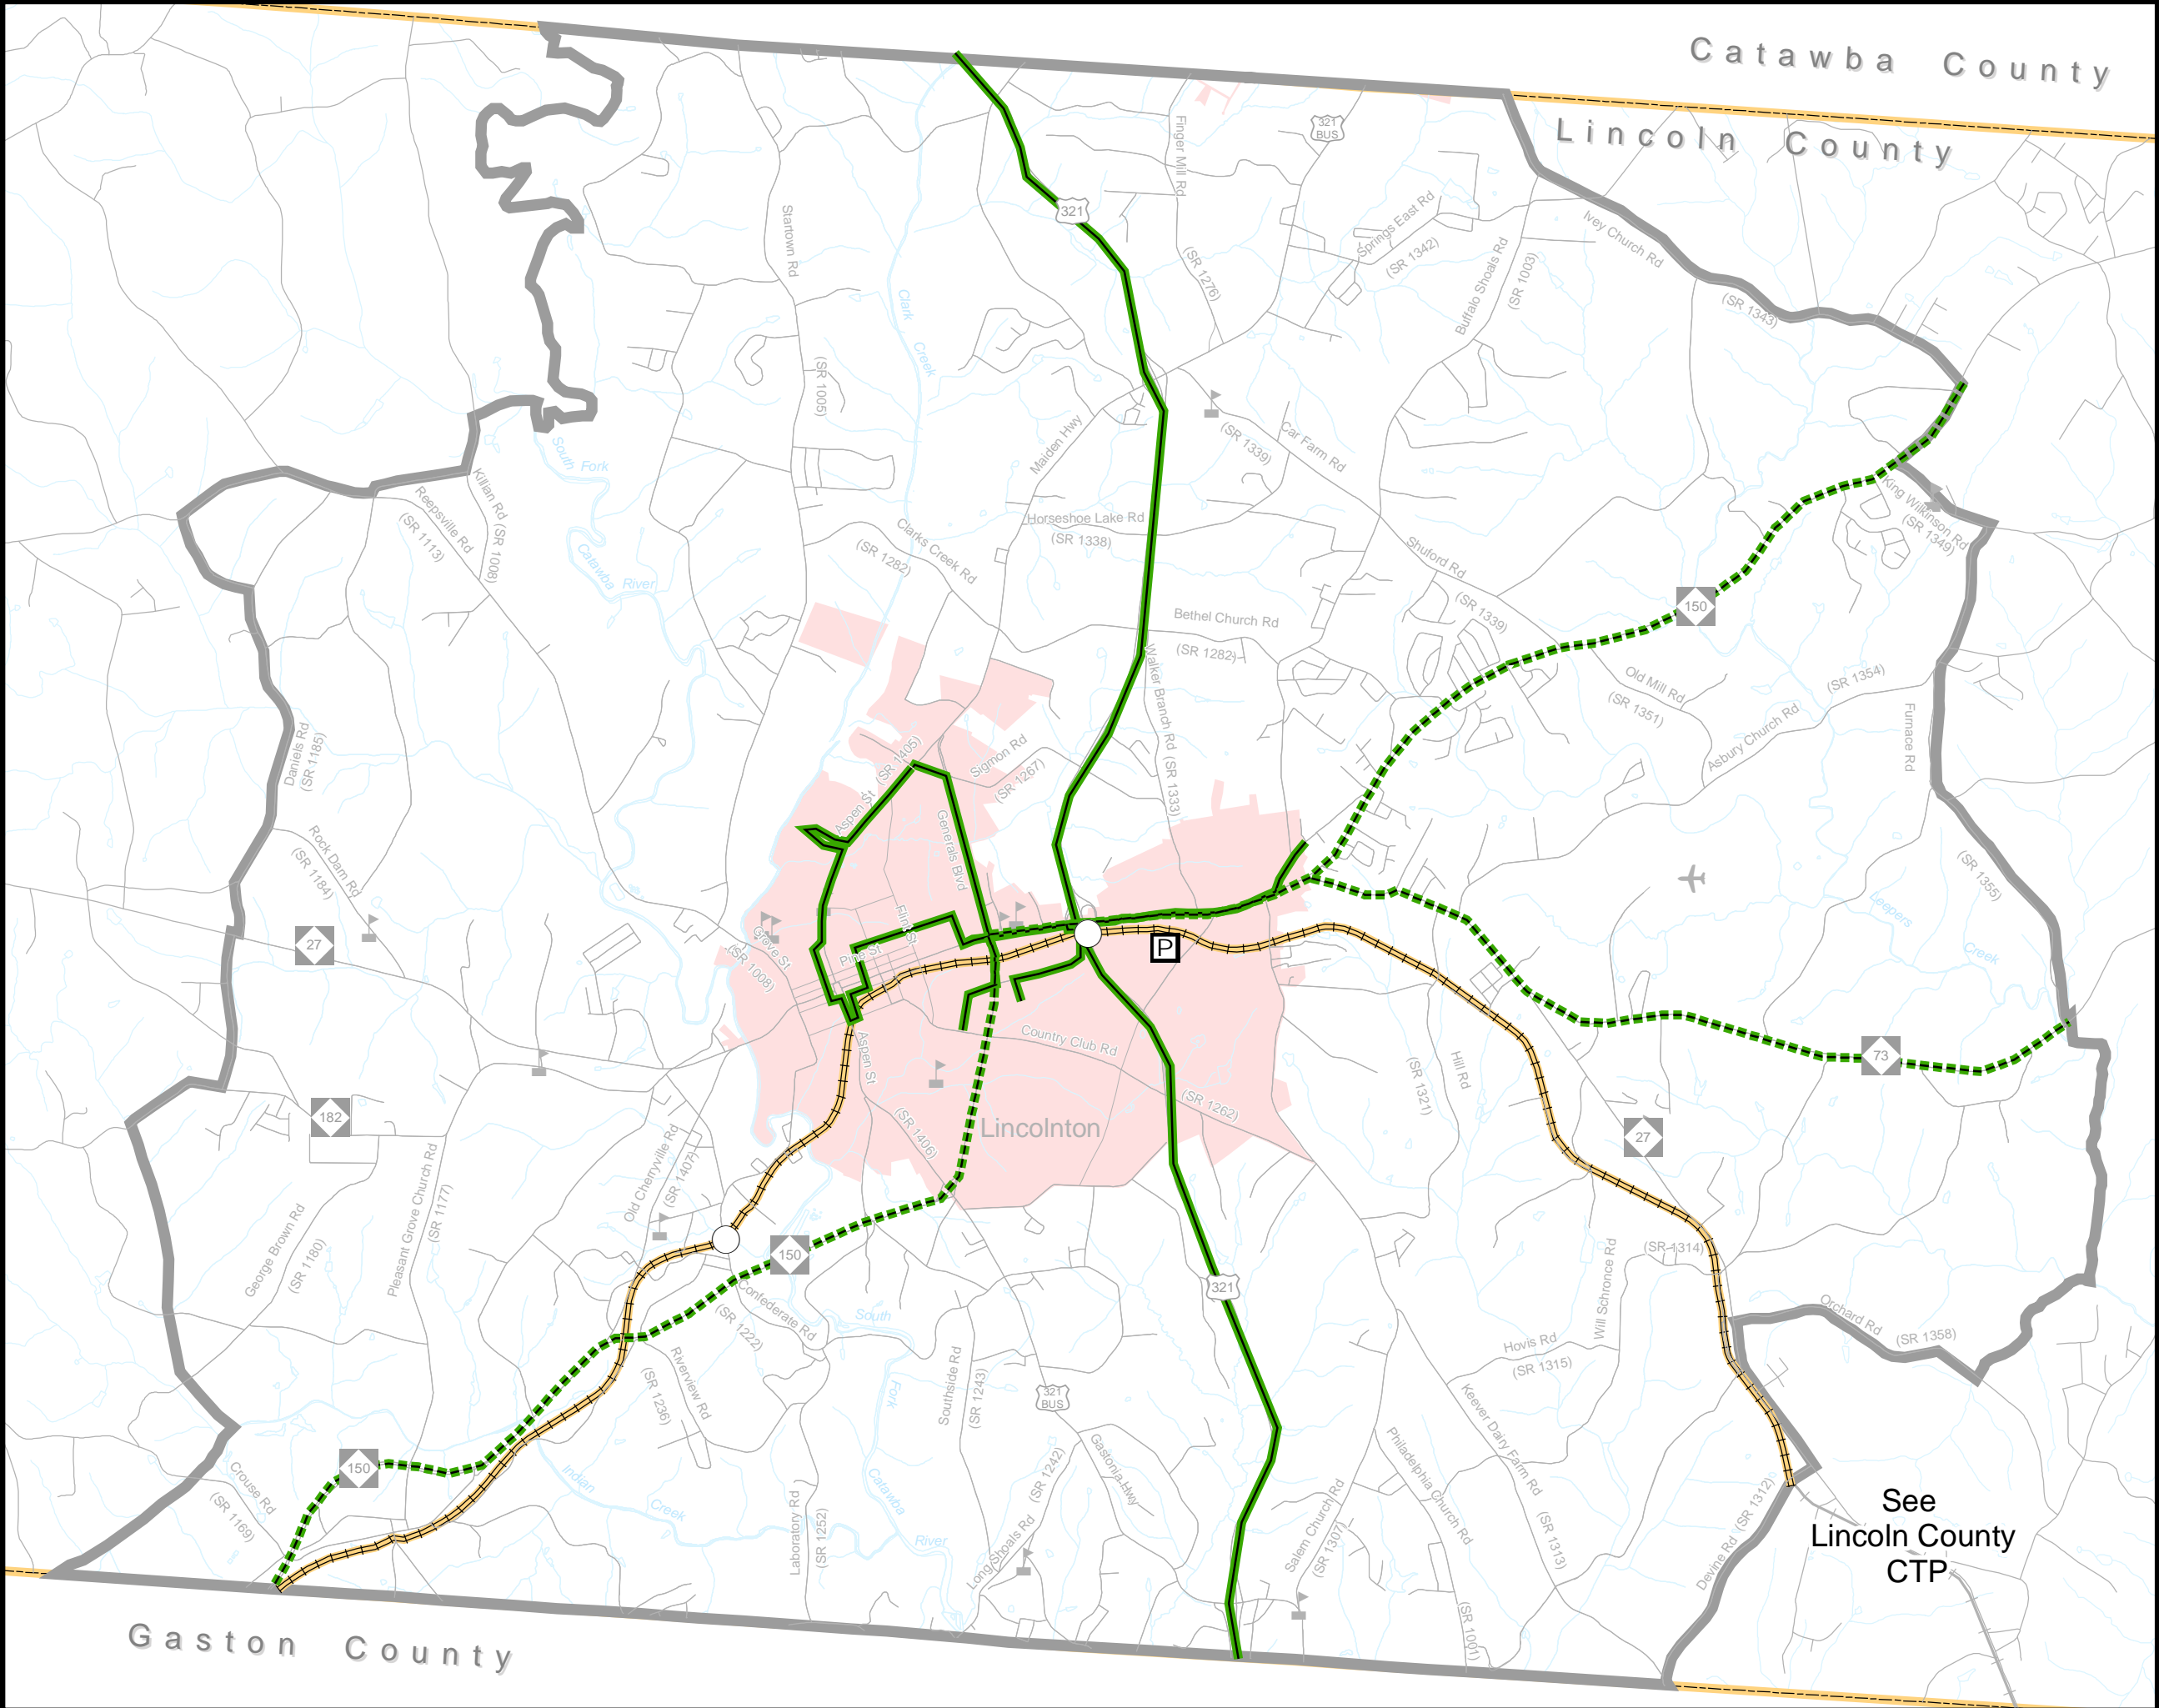 Catawba County
Lincoln County
321
BUS
Finger Mill Rd
(SR 1276)
Startown Rd
(SR 1005)
321
Springs East Rd
(SR 1342)
Buffalo Shoals Rd
(SR 1003)
Ivey Church Rd
(SR 1343)
Clark
Creek
Maiden Hwy
(SR 1339)
Car Farm Rd
South
Fork
Catawba
River
Killian Rd (SR 1008)
Reepsville Rd
(SR 1113)
Clarks Creek Rd
(SR 1282)
Horseshoe Lake Rd
(SR 1338)
Shuford Rd
(SR 1339)
King Wilkinson Rd
(SR 1349)
150
Bethel Church Rd
(SR 1282)
Walker Branch Rd (SR 1333)
Old Mill Rd
(SR 1351)
Asbury Church Rd
(SR 1354)
Furnace Rd
(SR 1355)
Daniels Rd
(SR 1185)
Sigmon Rd
(SR 1267)
(SR 1405)
Aspen St
Generals Blvd
Flint St
Pine St
Grove St
(SR 1008)
Rock Dam Rd
(SR 1184)
27
Leepers
Creek
P
Country Club Rd
(SR 1262)
Aspen St
(SR 1406)
Lincolnton
Hill Rd
(SR 1321)
73
27
182
Old Cherryville Rd
(SR 1407)
Pleasant Grove Church Rd
(SR 1177)
George Brown Rd
(SR 1180)
150
Confederate Rd
(SR 1222)
South
Fork
Catawba
River
321
(SR 1314)
Will Schronce Rd
Orchard Rd
(SR 1358)
Hovis Rd
(SR 1315)
Riverview Rd
(SR 1236)
Southside Rd
(SR 1243)
321
BUS
Gastonia Hwy
Keever Dairy Farm Rd
(SR 1313)
Philadelphia Church Rd
(SR 1001)
150
Crouse Rd
(SR 1169)
Indian
Creek
Laboratory Rd
(SR 1252)
Long Shoals Rd
(SR 1242)
Salem Church Rd
(SR 1307)
Devine Rd
(SR 1312)
See
Lincoln County
CTP
Gaston County